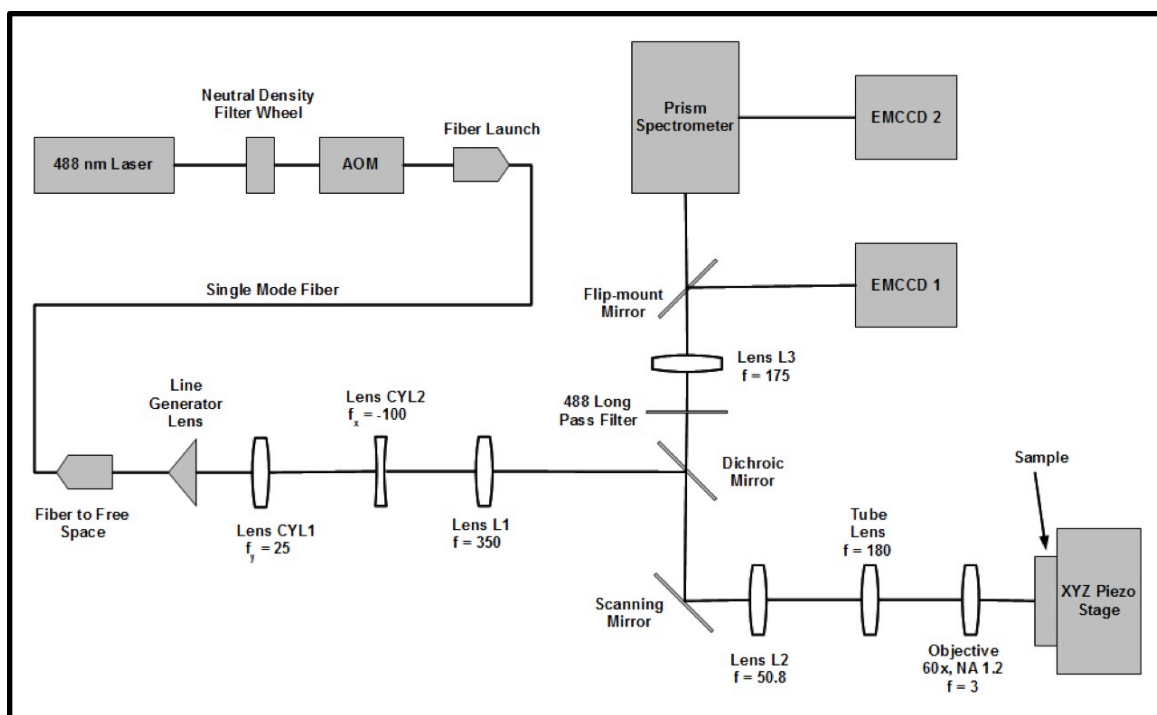 Neutral Density
Filter Wheel
488 nm Laser
AOM
Fiber Launch
Prism
Spectrometer
EMCCD 2
Single Mode Fiber
Flip-mount
Mirror
EMCCD 1
Lens L3
f = 175
488 Long
Pass Filter
Line
Generator
Lens
Lens CYL2
fx = -100
Dichroic
Mirror
Fiber to Free
Space
Lens CYL1
fy = 25
Lens L1
f = 350
Sample
Tube
Lens
f = 180
Scanning
Mirror
XYZ Piezo
Stage
Lens L2
f = 50.8
Objective
60x, NA 1.2
f = 3